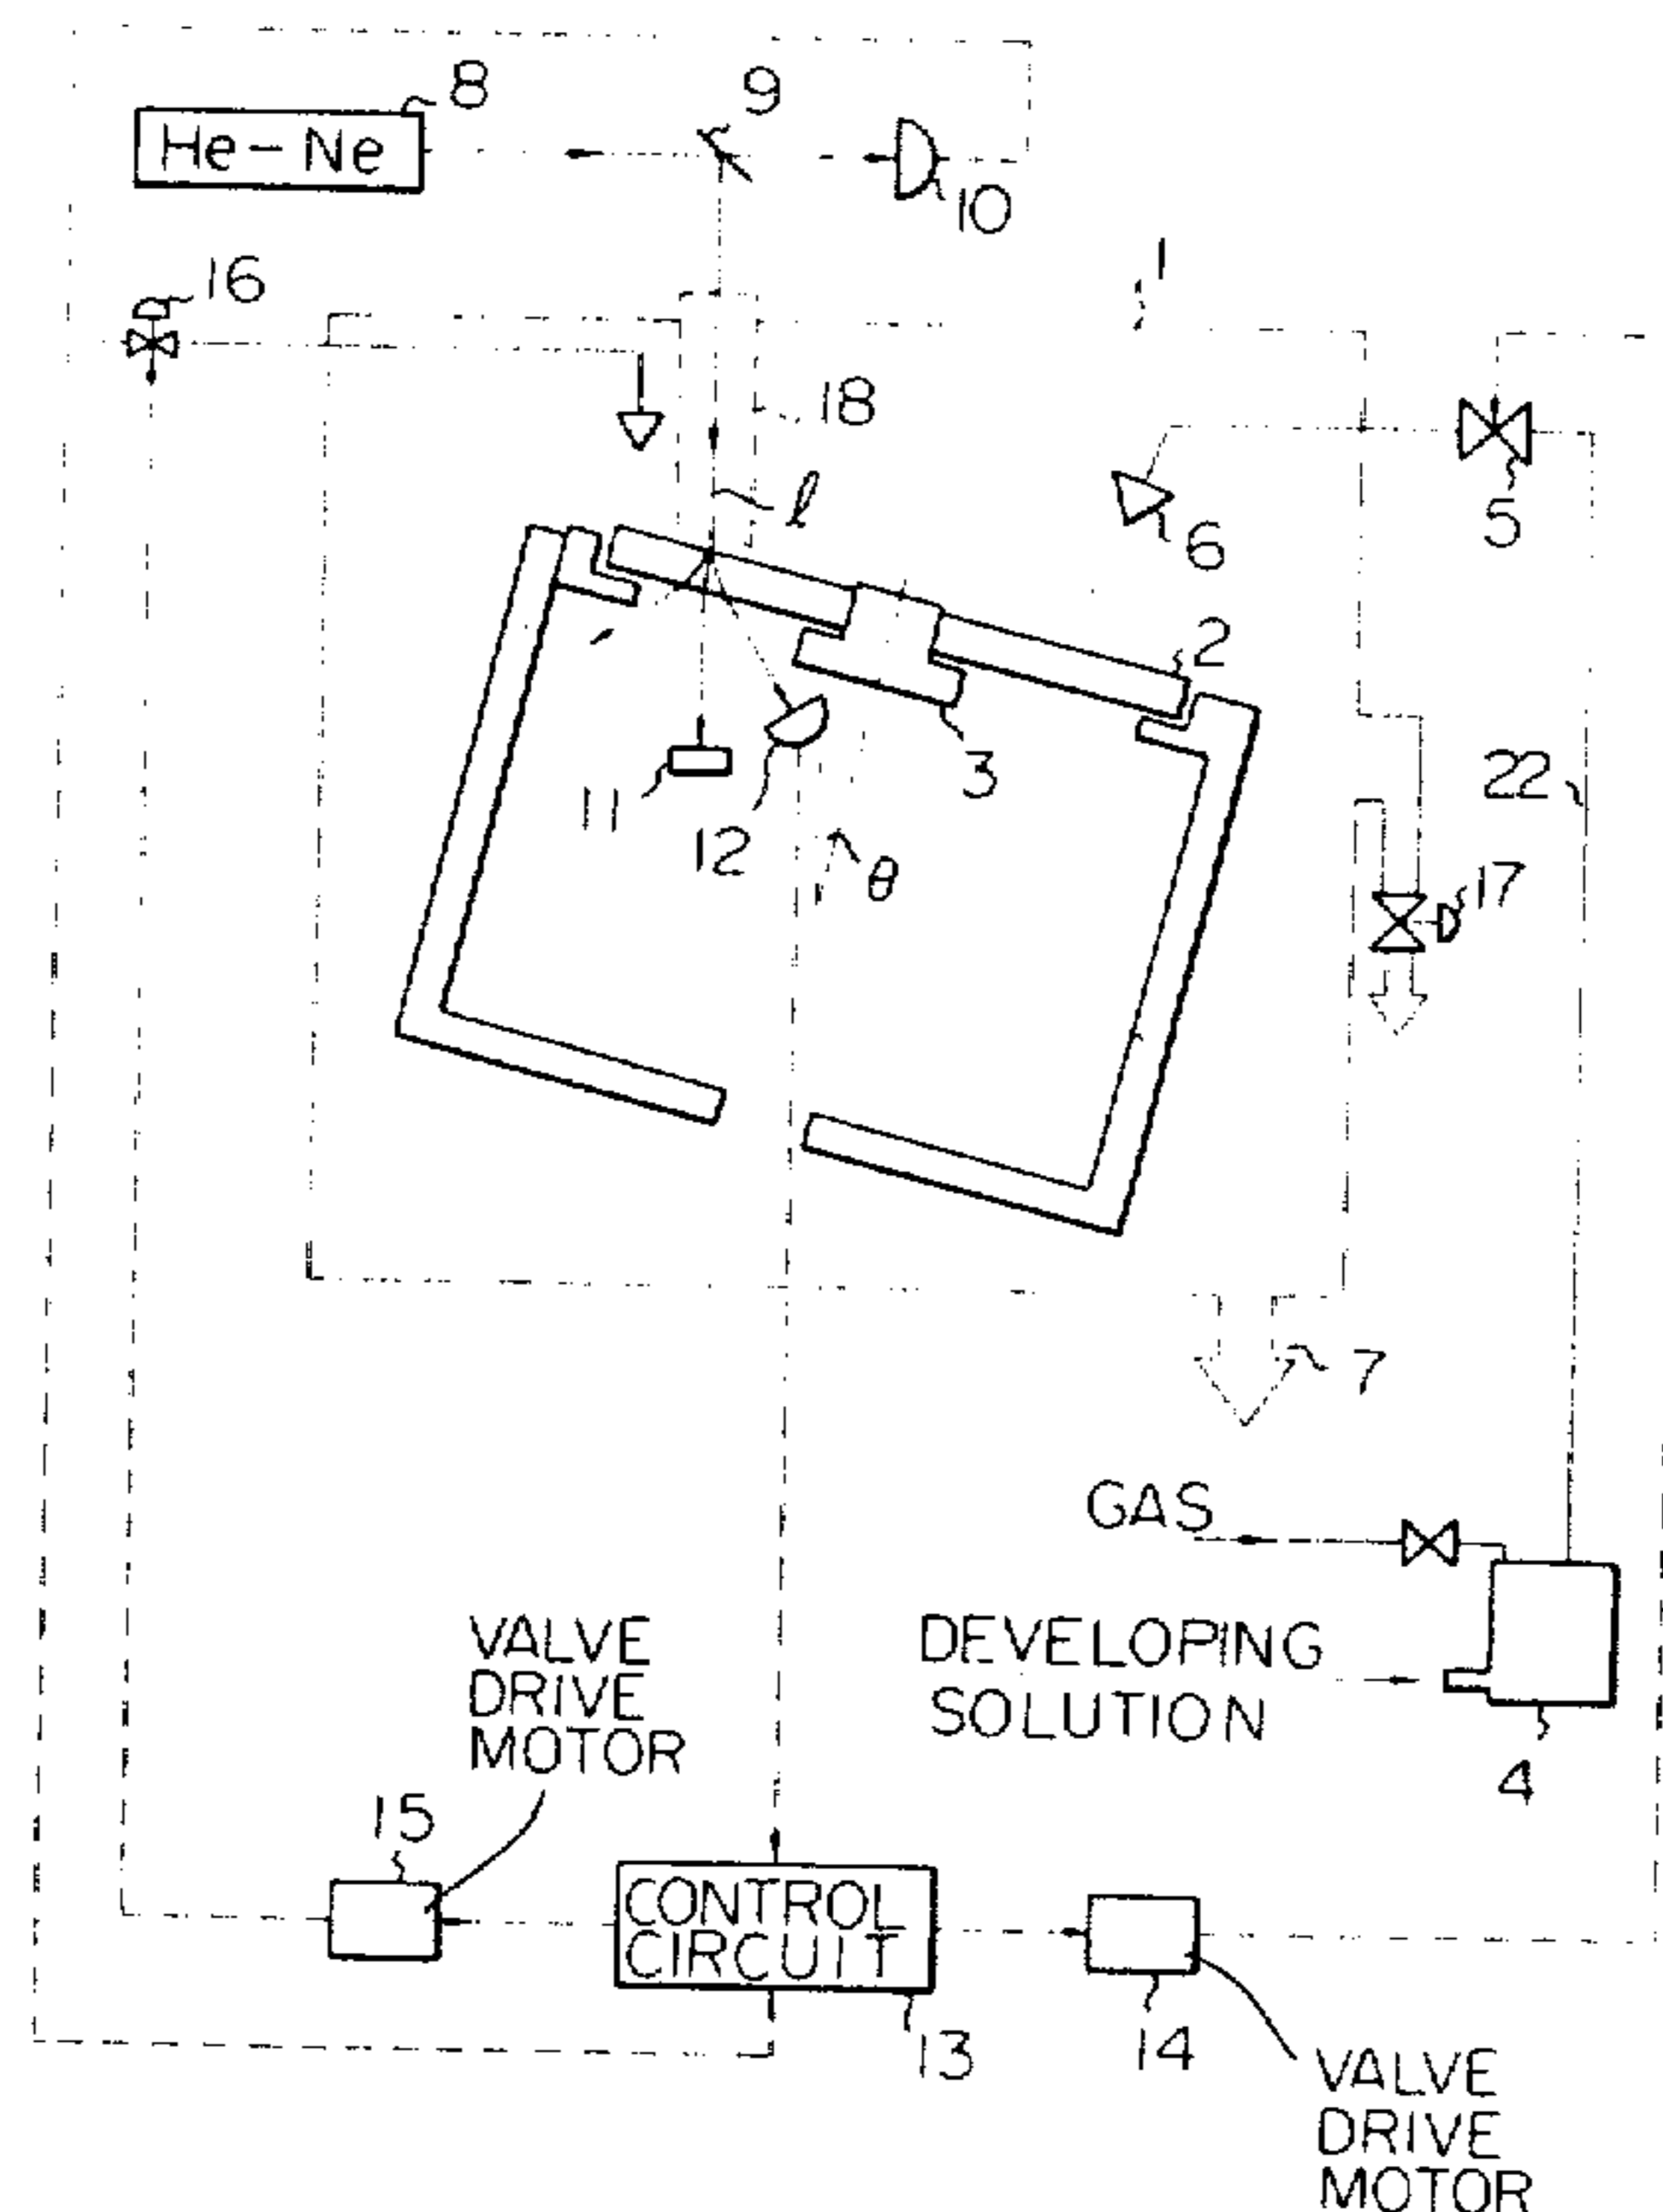 8
9
He-Ne
10
16
1
18
l
5
6
2
3
22
11
12
θ
17
7
GAS
VALVE
DRIVE
MOTOR
DEVELOPING
SOLUTION
4
15
CONTROL
CIRCUIT
13
14
VALVE
DRIVE
MOTOR